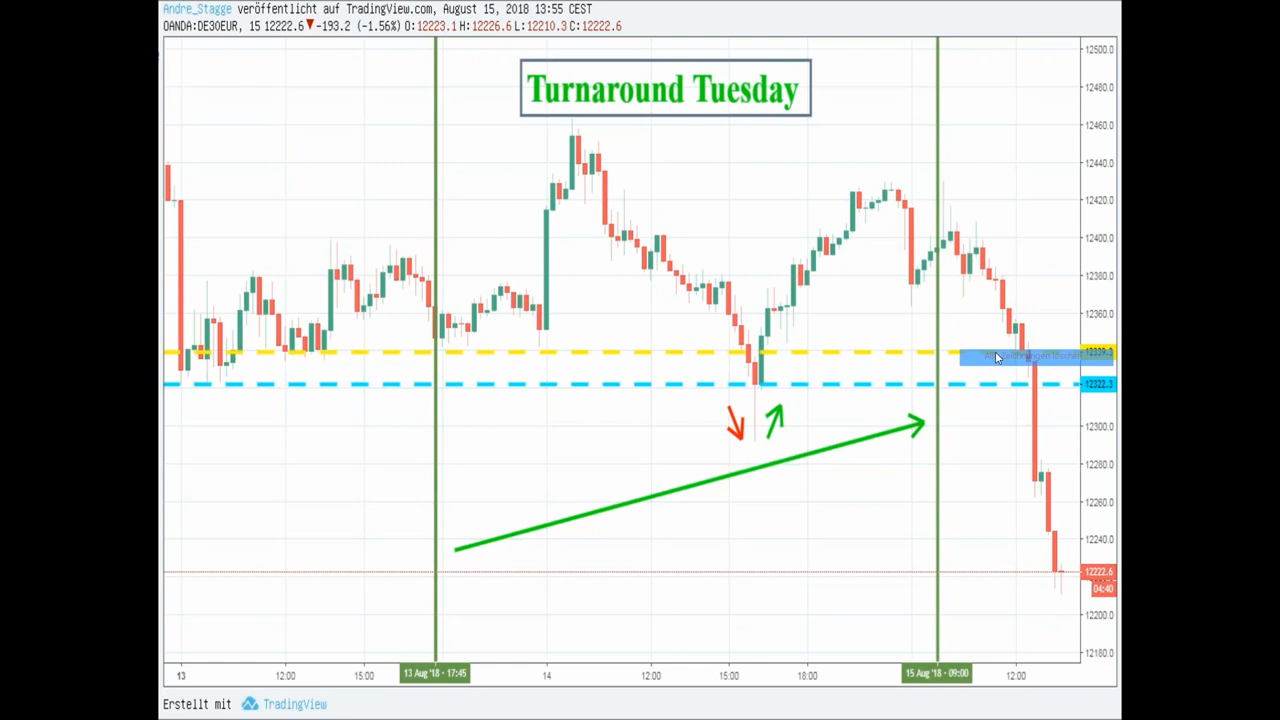 Andre_Stagge veröffentlicht auf TradingView.com, August 15, 2018 13:55 CEST
OANDA:DE30EUR, 15 12222.6 ▼ -193.2 (-1.56%) O:12223.1 H:12226.6 L:12210.3 C:12222.6
Turnaround Tuesday
12500.0
12480.0
12460.0
12440.0
12420.0
12400.0
12380.0
12360.0
Zeichnungen löschen
12322.3
12300.0
12280.0
12260.0
12240.0
12222.6
04:40
12200.0
12180.0
13 12:00 15:00 13 Aug '18 - 17:45 14 12:00 15:00 18:00 15 Aug '18 - 09:00 12:00
Erstellt mit TradingView